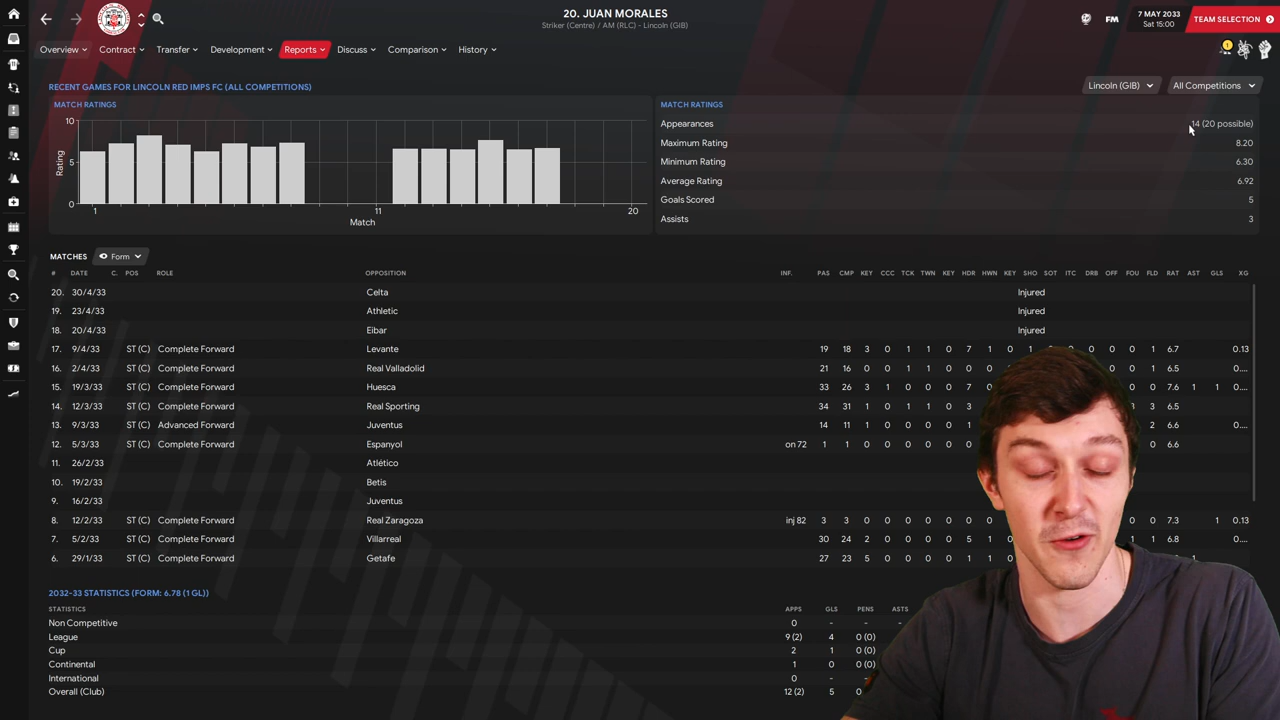 20. JUAN MORALES
Striker (Centre) / AM (RLC) - Lincoln (GIB)
FM
7 MAY 2033
Sat 15:00
TEAM SELECTION
Overview
Contract
Transfer
Development
Reports
Discuss
Comparison
History
1
RECENT GAMES FOR LINCOLN RED IMPS FC (ALL COMPETITIONS)
Lincoln (GIB)
All Competitions
MATCH RATINGS
10
5
0
Rating
1
11
20
Match
MATCH RATINGS
Appearances 14 (20 possible)
Maximum Rating 8.20
Minimum Rating 6.30
Average Rating 6.92
Goals Scored 5
Assists 3
MATCHES Form
# DATE C. POS ROLE OPPOSITION INF. PAS CMP KEY CCC TCK TWN KEY HDR HWN KEY SHO SOT ITC DRB OFF FOU FLD RAT AST GLS XG
20. 30/4/33 Celta Injured
19. 23/4/33 Athletic Injured
18. 20/4/33 Eibar Injured
17. 9/4/33 ST (C) Complete Forward Levante 19 18 3 0 1 1 0 7 1 0 1 0 0 0 0 1 6.7 0.13
16. 2/4/33 ST (C) Complete Forward Real Valladolid 21 16 0 0 1 1 0 0 0 0 1 6.5 0....
15. 19/3/33 ST (C) Complete Forward Huesca 33 26 3 1 0 0 0 7 0 0 0 7.6 1 1 0....
14. 12/3/33 ST (C) Complete Forward Real Sporting 34 31 1 0 1 1 0 3 3 6.5
13. 9/3/33 ST (C) Advanced Forward Juventus 14 11 1 0 0 0 0 1 2 6.6 0....
12. 5/3/33 ST (C) Complete Forward Espanyol on 72 1 1 0 0 0 0 0 0 0 6.6
11. 26/2/33 Atlético
10. 19/2/33 Betis
9. 16/2/33 Juventus
8. 12/2/33 ST (C) Complete Forward Real Zaragoza inj 82 3 3 0 0 0 0 0 0 0 0 0 7.3 1 0.13
7. 5/2/33 ST (C) Complete Forward Villarreal 30 24 2 0 0 0 0 5 1 0 0 1 6.8 0....
6. 29/1/33 ST (C) Complete Forward Getafe 27 23 5 0 0 0 0 1 1 0 1
2032-33 STATISTICS (FORM: 6.78 (1 GL))
STATISTICS APPS GLS PENS ASTS
Non Competitive 0 - - -
League 9 (2) 4 0 (0)
Cup 2 1 0 (0)
Continental 1 0 0 (0)
International 0 - -
Overall (Club) 12 (2) 5